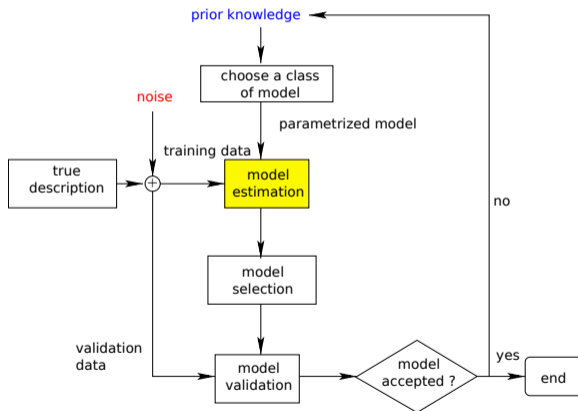 prior knowledge
choose a class
of model
noise
parametrized model
training data
true
description
+
model
estimation
no
model
selection
validation
data
model
validation
model
accepted ?
yes
end